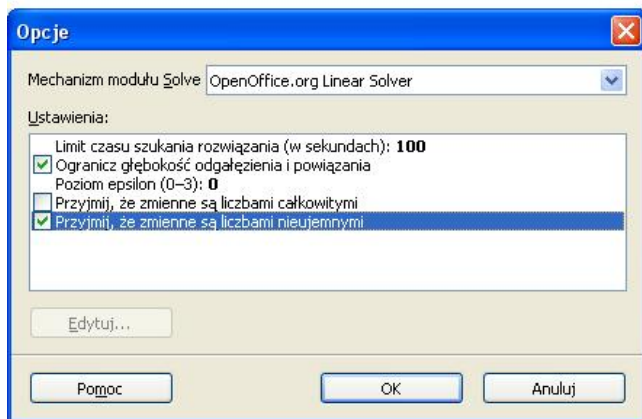 Opcje
Mechanizm modułu Solve OpenOffice.org Linear Solver
Ustawienia:
Limit czasu szukania rozwiązania (w sekundach): 100
Ogranicz głębokość odgałęzienia i powiązania
Poziom epsilon (0–3): 0
Przyjmij, że zmienne są liczbami całkowitymi
Przyjmij, że zmienne są liczbami nieujemnymi
Edytuj...
Pomoc OK Anuluj